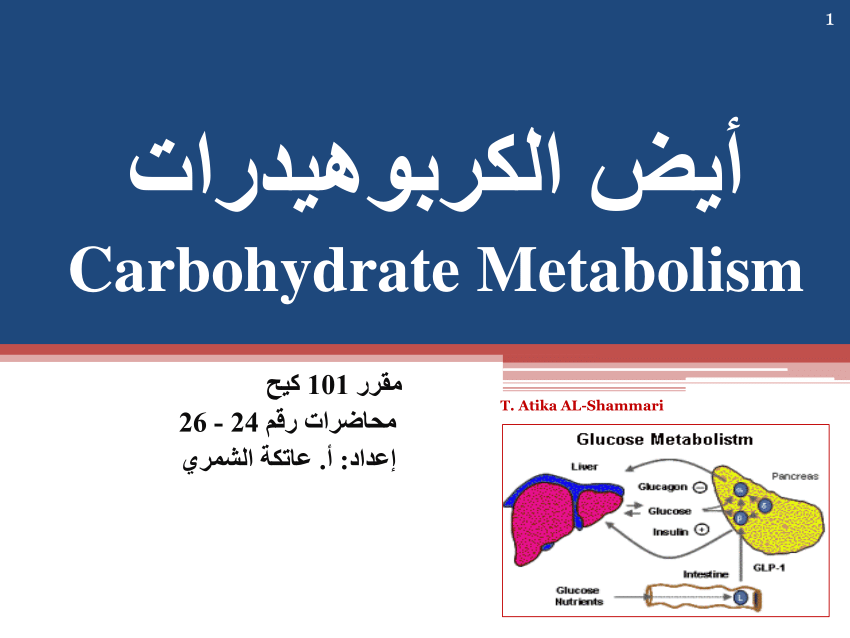 1
أيض الكربوهيدرات
Carbohydrate Metabolism
مقرر 101 كيح
محاضرات رقم 24 - 26
إعداد: أ. عاتكة الشمري
T. Atika AL-Shammari
Glucose Metabolistm
Liver
Pancreas
Glucagon
Glucose
Insulin
GLP-1
Intestine
Glucose
Nutrients
L